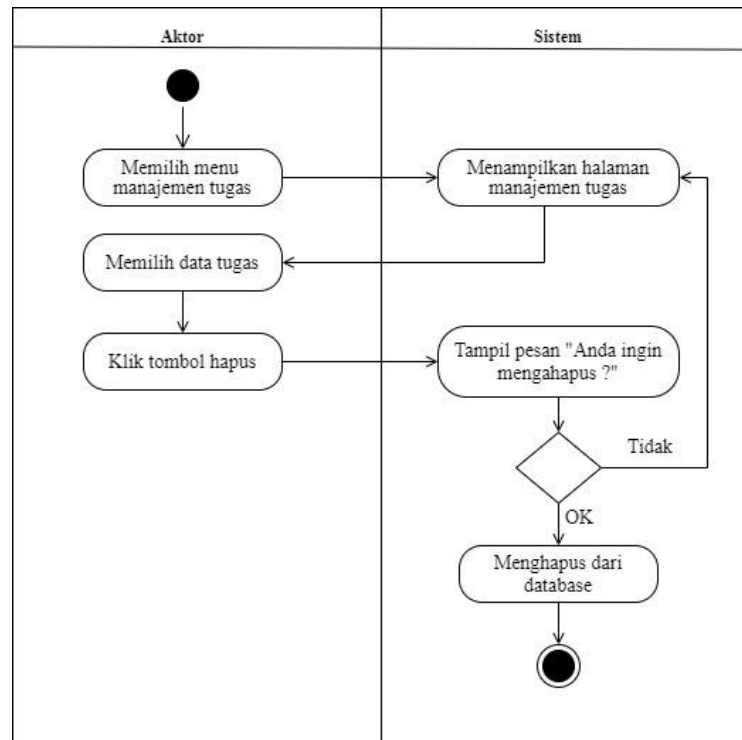 Aktor
Sistem
Memilih menu
manajemen tugas
Menampilkan halaman
manajemen tugas
Memilih data tugas
Klik tombol hapus
Tampil pesan "Anda ingin
mengahapus ?"
Tidak
OK
Menghapus dari
database